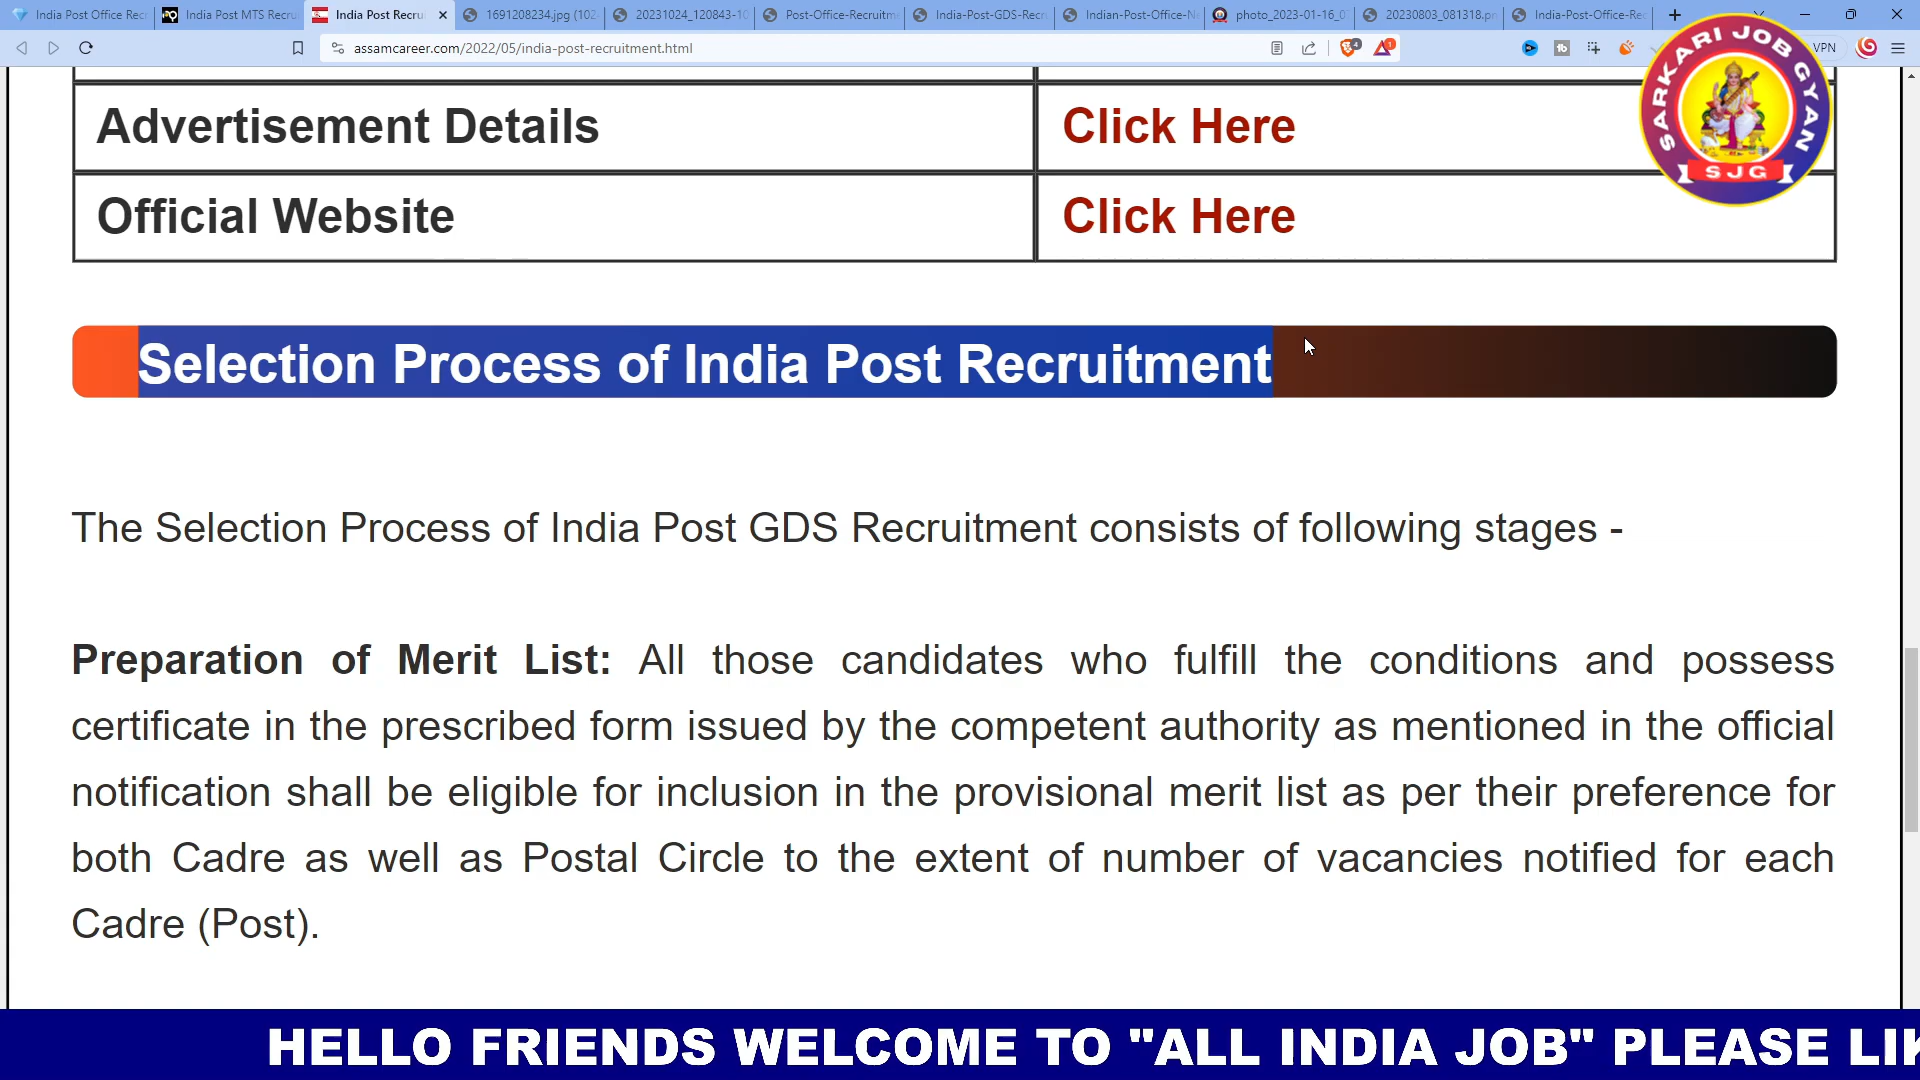 India Post Office Rec
India Post MTS Recru
India Post Recru
1691208234.jpg (102
20231024_120843-10
Post-Office-Recruitm
India-Post-GDS-Recr
Indian-Post-Office-N
photo_2023-01-16_0
20230803_081318.pn
India-Post-Office-Rec
assamcareer.com/2022/05/india-post-recruitment.html
VPN
SARKARI JOB GYAN
SJG
Advertisement Details Click Here
Official Website Click Here
Selection Process of India Post Recruitment
The Selection Process of India Post GDS Recruitment consists of following stages -
Preparation of Merit List: All those candidates who fulfill the conditions and possess
certificate in the prescribed form issued by the competent authority as mentioned in the official
notification shall be eligible for inclusion in the provisional merit list as per their preference for
both Cadre as well as Postal Circle to the extent of number of vacancies notified for each
Cadre (Post).
HELLO FRIENDS WELCOME TO "ALL INDIA JOB" PLEASE LIK